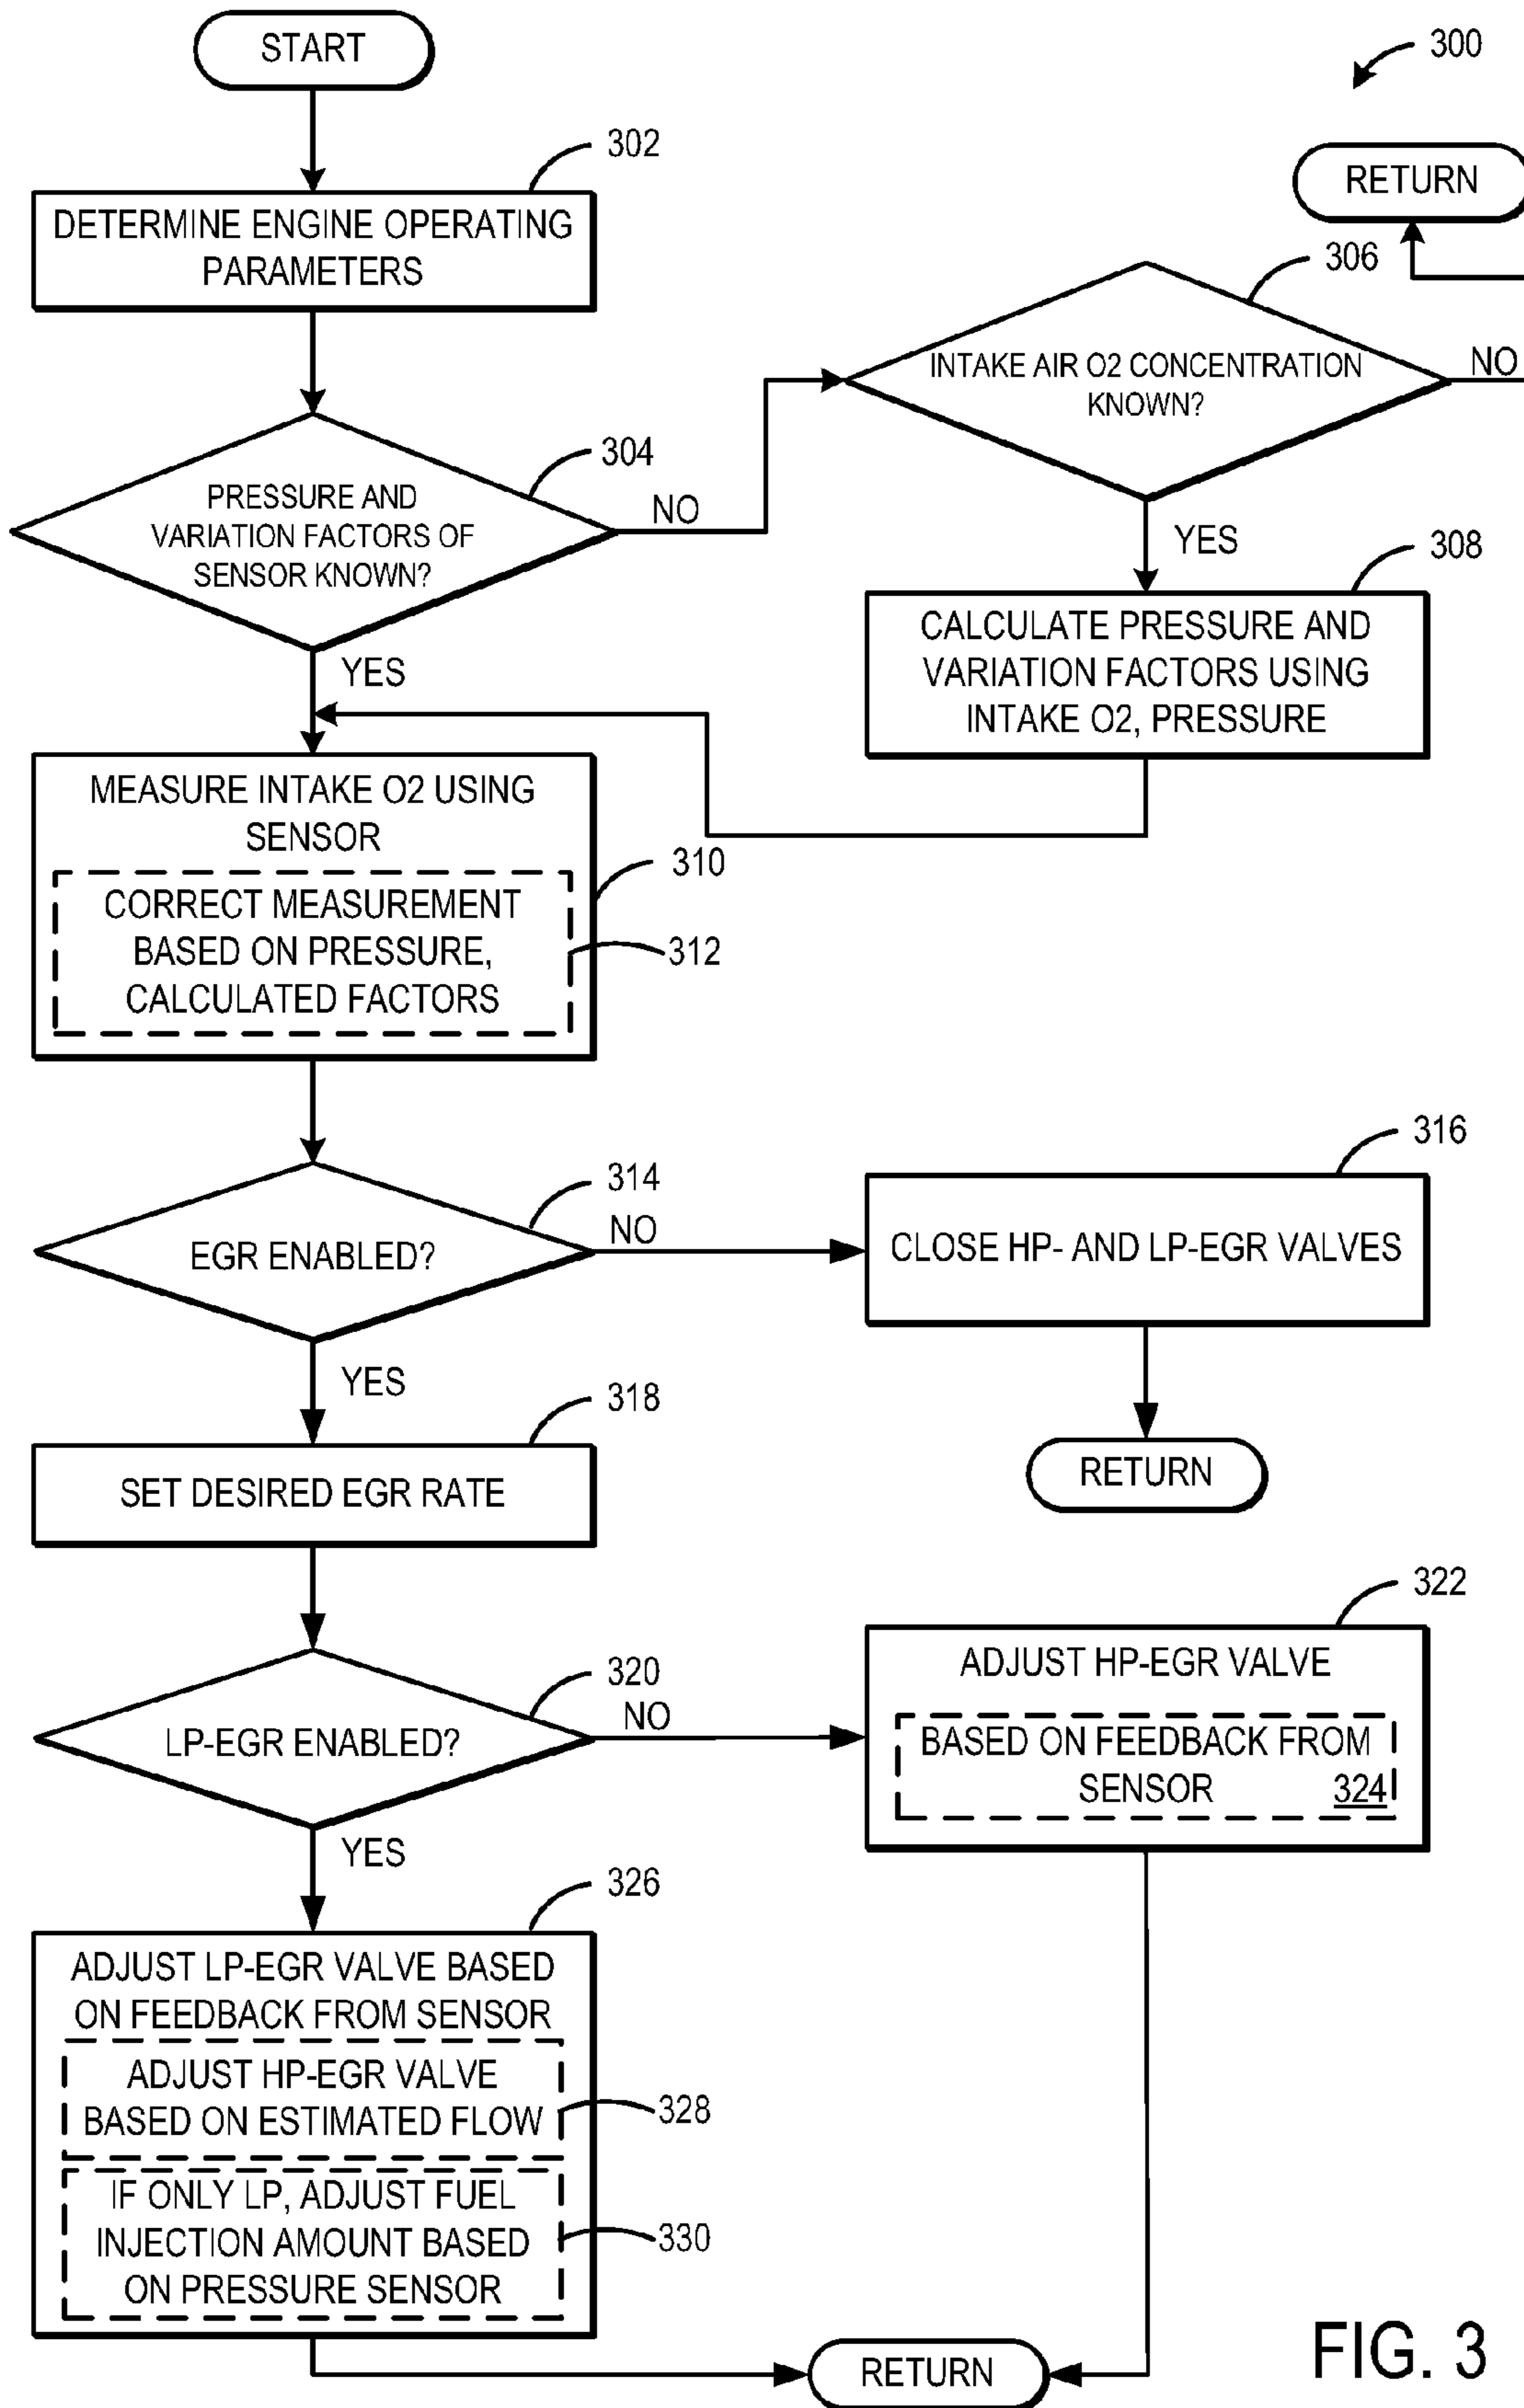 START
300
302
RETURN
DETERMINE ENGINE OPERATING
PARAMETERS
306
INTAKE AIR O2 CONCENTRATION
KNOWN?
NO
304
PRESSURE AND
VARIATION FACTORS OF
SENSOR KNOWN?
NO
YES
308
CALCULATE PRESSURE AND
VARIATION FACTORS USING
INTAKE O2, PRESSURE
YES
MEASURE INTAKE O2 USING
SENSOR
310
CORRECT MEASUREMENT
BASED ON PRESSURE,
CALCULATED FACTORS
312
314
EGR ENABLED?
NO
316
CLOSE HP- AND LP-EGR VALVES
YES
RETURN
318
SET DESIRED EGR RATE
320
LP-EGR ENABLED?
NO
322
ADJUST HP-EGR VALVE
BASED ON FEEDBACK FROM
SENSOR 324
YES
326
ADJUST LP-EGR VALVE BASED
ON FEEDBACK FROM SENSOR
ADJUST HP-EGR VALVE
BASED ON ESTIMATED FLOW
328
IF ONLY LP, ADJUST FUEL
INJECTION AMOUNT BASED
ON PRESSURE SENSOR
330
RETURN
FIG. 3